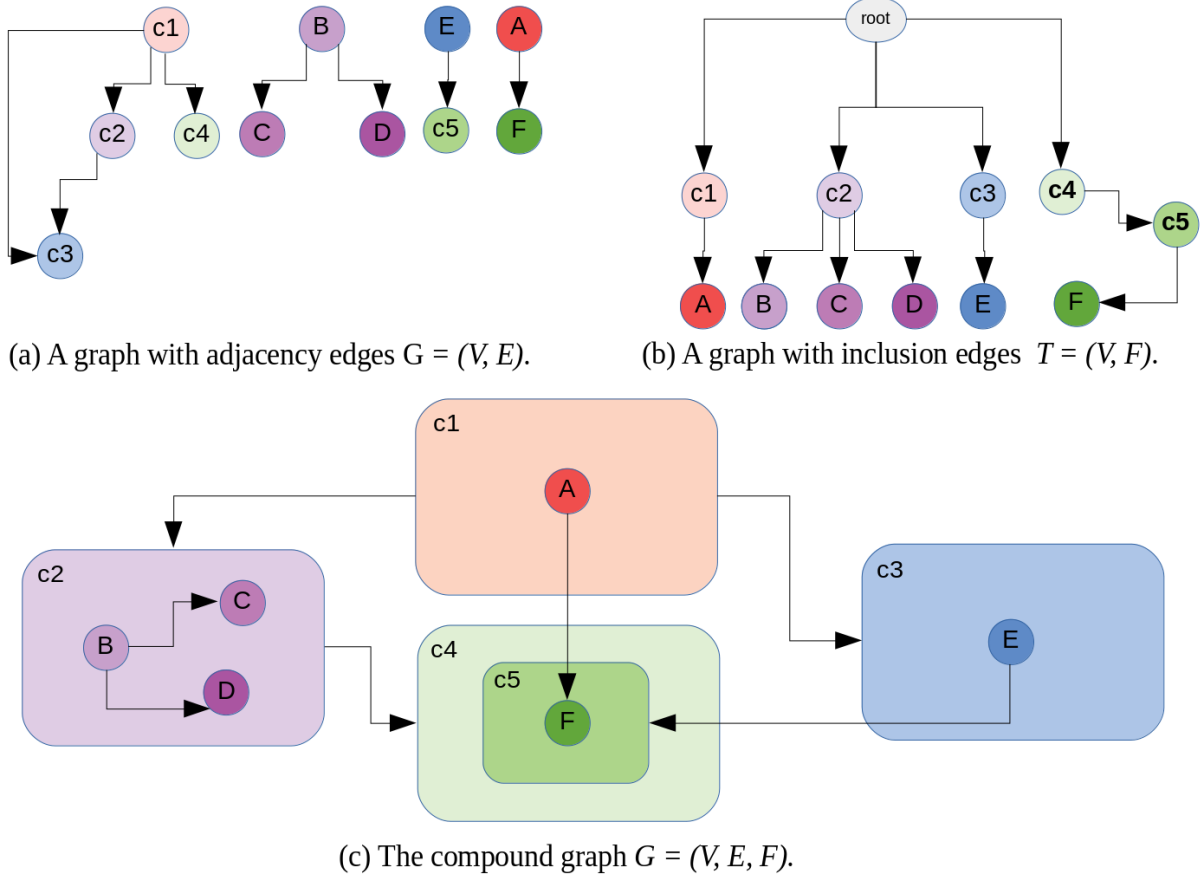 c1
B
E
A
c2
c4
C
D
c5
F
c3
(a) A graph with adjacency edges G = (V, E).
root
c1
c2
c3
c4
c5
A
B
C
D
E
F
(b) A graph with inclusion edges T = (V, F).
c1
A
c2
C
B
D
c4
c5
F
c3
E
(c) The compound graph G = (V, E, F).